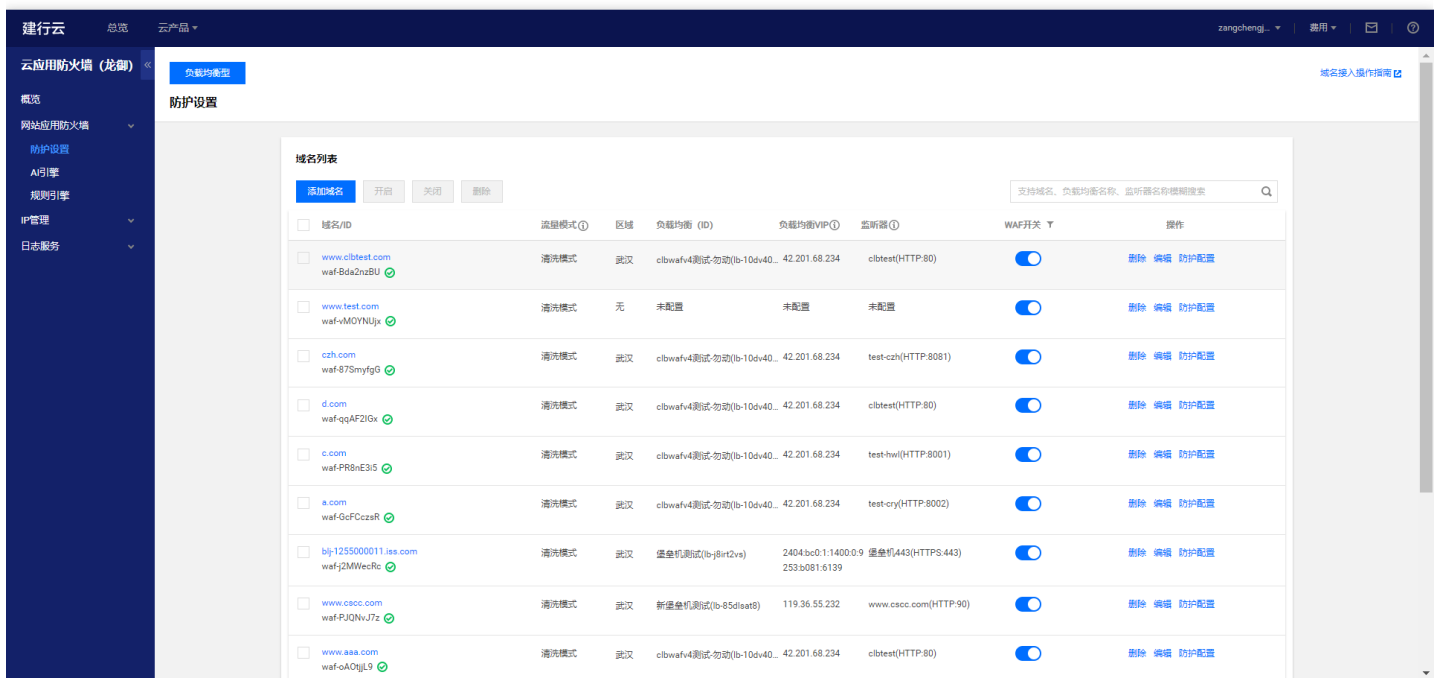 建行云 总览 云产品 zangchengj... 费用
云应用防火墙（龙御） 负载均衡型 域名接入操作指南
防护设置
概览
网站应用防火墙
防护设置
AI引擎
规则引擎
IP管理
日志服务
域名列表
添加域名 开启 关闭 删除 支持域名、负载均衡名称、监听器名称模糊搜索
域名/ID 流量模式 区域 负载均衡（ID） 负载均衡VIP 监听器 WAF开关 操作
www.clbtest.com 清洗模式 武汉 clbwafv4测试-勿动(lb-10dv40... 42.201.68.234 clbtest(HTTP:80) 删除 编辑 防护配置
waf-Bda2nzBU
www.test.com 清洗模式 无 未配置 未配置 未配置 删除 编辑 防护配置
waf-vMOYNUjx
czh.com 清洗模式 武汉 clbwafv4测试-勿动(lb-10dv40... 42.201.68.234 test-czh(HTTP:8081) 删除 编辑 防护配置
waf-87SmyfgG
d.com 清洗模式 武汉 clbwafv4测试-勿动(lb-10dv40... 42.201.68.234 clbtest(HTTP:80) 删除 编辑 防护配置
waf-qqAF2IGx
c.com 清洗模式 武汉 clbwafv4测试-勿动(lb-10dv40... 42.201.68.234 test-hwl(HTTP:8001) 删除 编辑 防护配置
waf-PR8nE3i5
a.com 清洗模式 武汉 clbwafv4测试-勿动(lb-10dv40... 42.201.68.234 test-cry(HTTP:8002) 删除 编辑 防护配置
waf-GcFCczsR
blj-1255000011.iss.com 清洗模式 武汉 堡垒机测试(lb-j8irt2vs) 2404:bc0:1:1400:0:9 堡垒机443(HTTPS:443) 删除 编辑 防护配置
waf-j2MWecRc 253:b081:6139
www.cscc.com 清洗模式 武汉 新堡垒机测试(lb-85dlsat8) 119.36.55.232 www.cscc.com(HTTP:90) 删除 编辑 防护配置
waf-PJQNvJ7z
www.aaa.com 清洗模式 武汉 clbwafv4测试-勿动(lb-10dv40... 42.201.68.234 clbtest(HTTP:80) 删除 编辑 防护配置
waf-oAOtjjL9